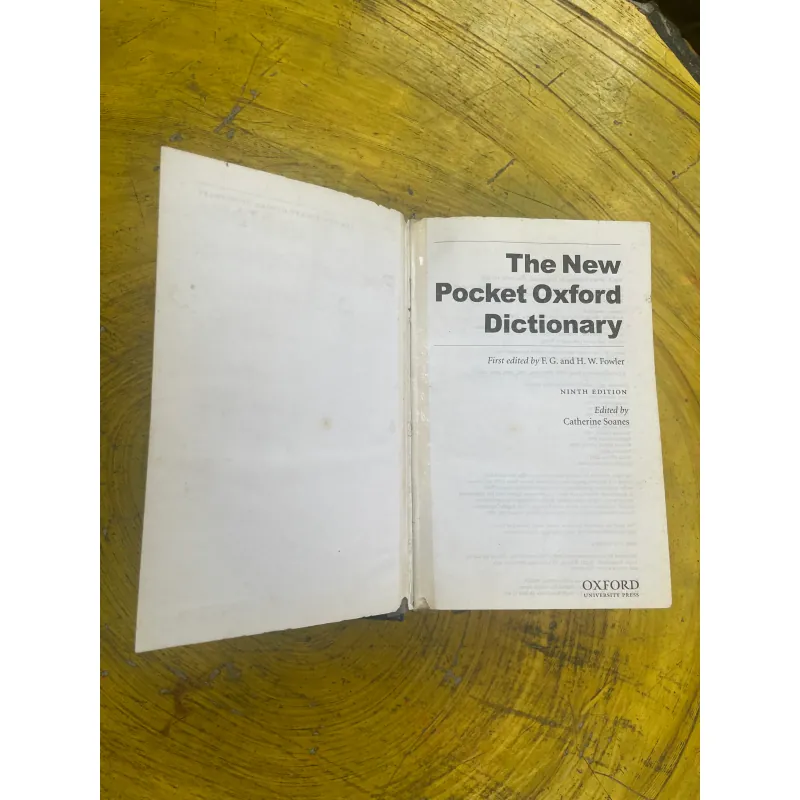 The New
Pocket Oxford
Dictionary
First edited by F. G. and H. W. Fowler
NINTH EDITION
Edited by
Catherine Soanes
OXFORD
UNIVERSITY PRESS